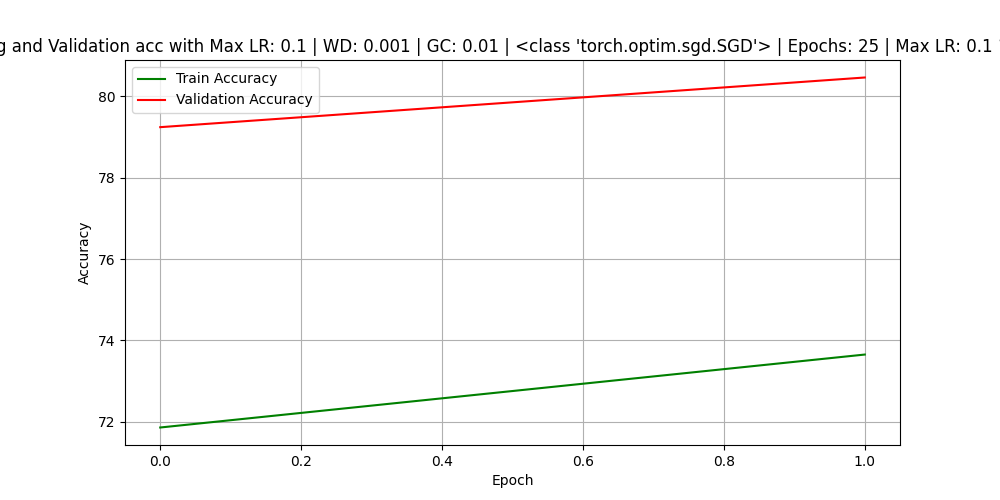 g and Validation acc with Max LR: 0.1 | WD: 0.001 | GC: 0.01 | <class 'torch.optim.sgd.SGD'> | Epochs: 25 | Max LR: 0.1
Train Accuracy
Validation Accuracy
80
78
76
74
72
Accuracy
0.0 0.2 0.4 0.6 0.8 1.0
Epoch